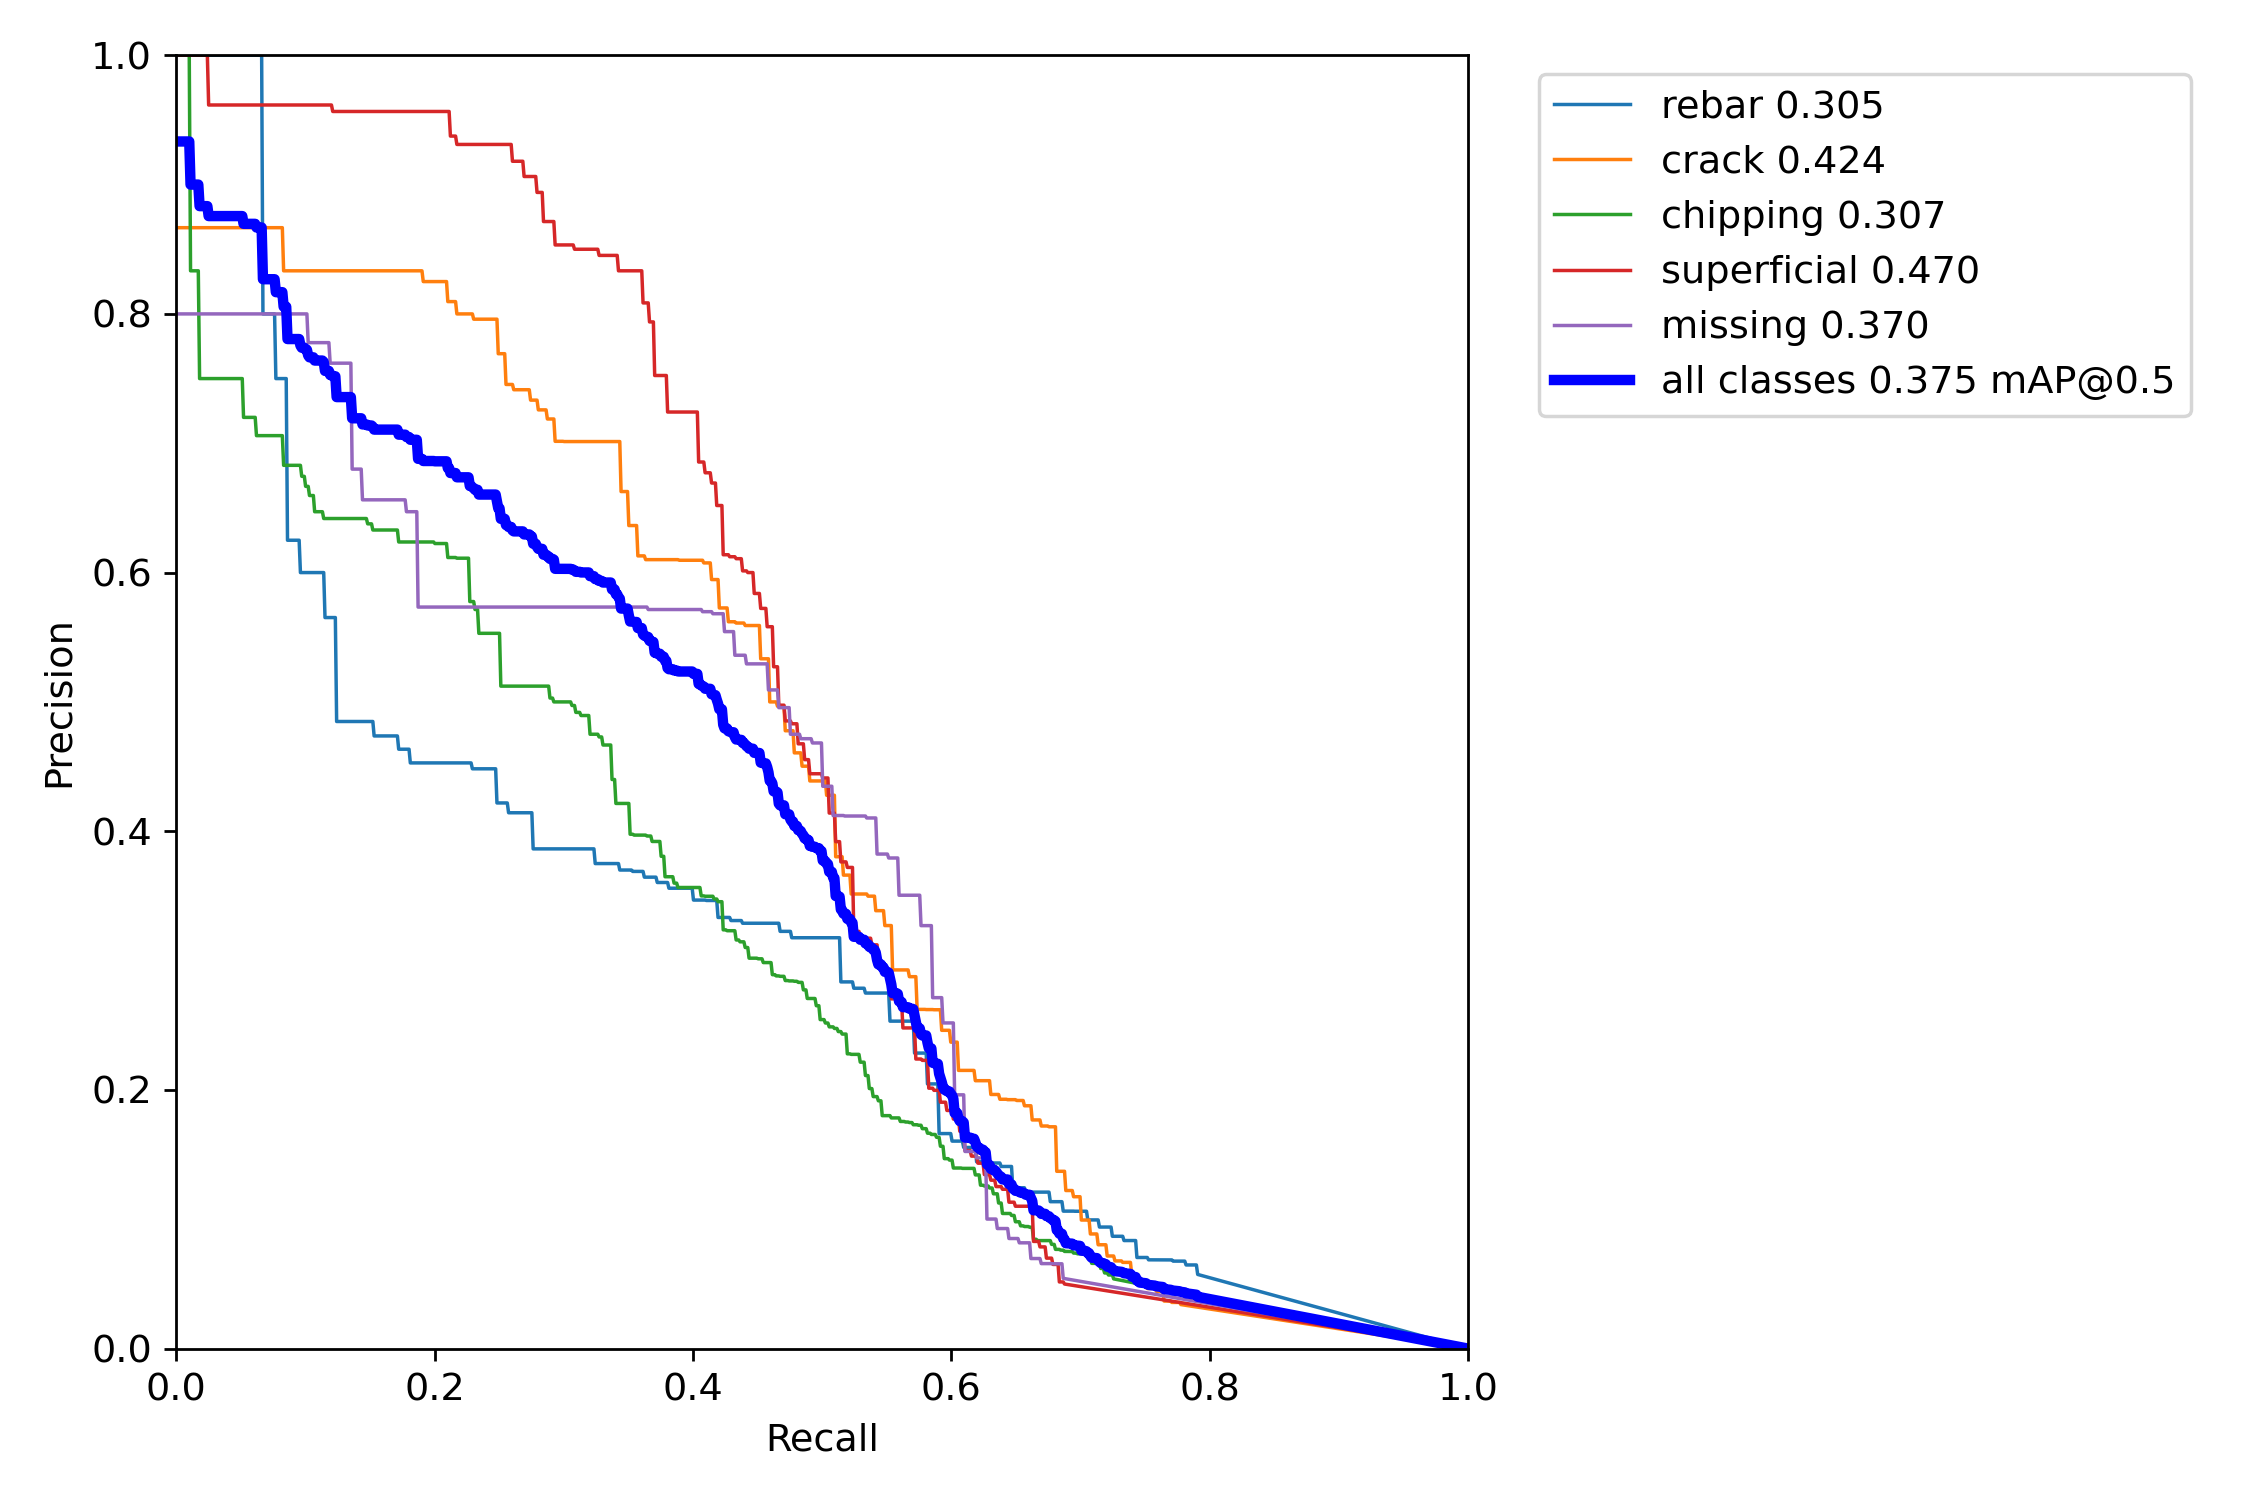 1.0
0.8
0.6
0.4
0.2
0.0
Precision
0.0 0.2 0.4 0.6 0.8 1.0
Recall
rebar 0.305
crack 0.424
chipping 0.307
superficial 0.470
missing 0.370
all classes 0.375 mAP@0.5